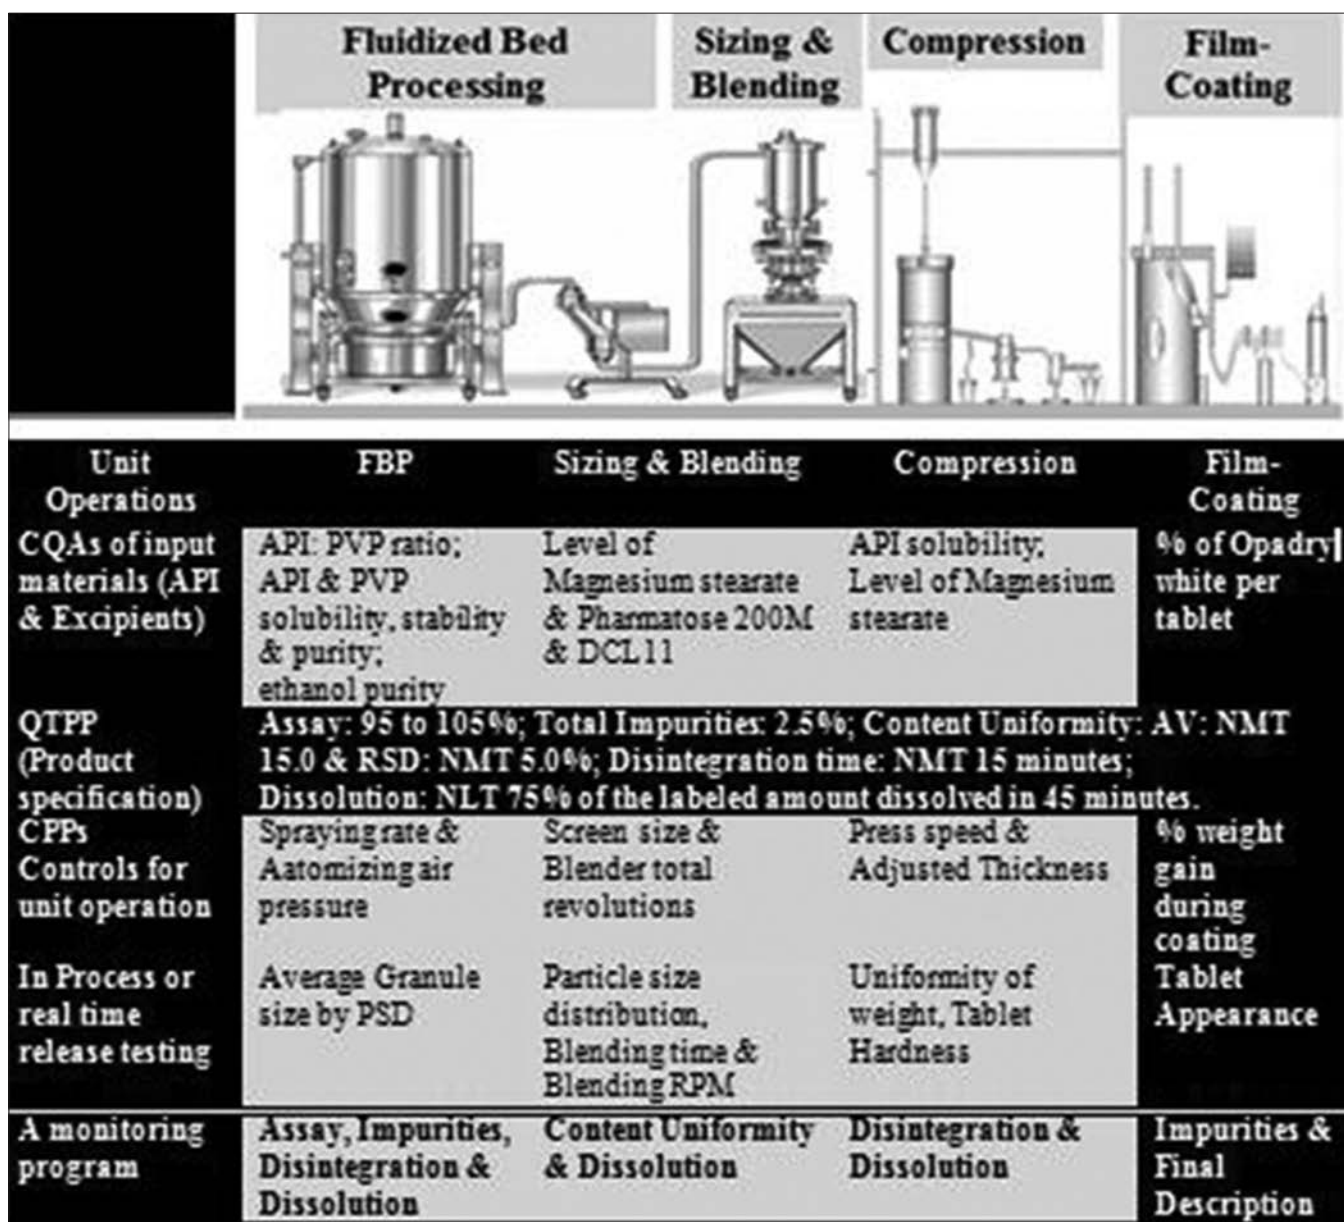 Fluidized Bed
Processing
Sizing &
Blending
Compression
Film-
Coating
Unit
Operations
FBP
Sizing & Blending
Compression
Film-
Coating
CQAs of input
materials (API
& Excipients)
API: PVP ratio;
API & PVP
solubility, stability
& purity;
ethanol purity
Level of
Magnesium stearate
& Pharmatose 200M
& DCL11
API solubility,
Level of Magnesium
stearate
% of Opadry
white per
tablet
QTPP
(Product
specification)
Assay: 95 to 105%; Total Impurities: 2.5%; Content Uniformity: AV: NMT
15.0 & RSD: NMT 5.0%; Disintegration time: NMT 15 minutes;
Dissolution: NLT 75% of the labeled amount dissolved in 45 minutes.
CPPs
Controls for
unit operation
Spraying rate &
Aatomizing air
pressure
Screen size &
Blender total
revolutions
Press speed &
Adjusted Thickness
% weight
gain
during
coating
In Process or
real time
release testing
Average Granule
size by PSD
Particle size
distribution,
Blending time &
Blending RPM
Uniformity of
weight, Tablet
Hardness
Tablet
Appearance
A monitoring
program
Assay, Impurities,
Disintegration &
Dissolution
Content Uniformity
& Dissolution
Disintegration &
Dissolution
Impurities &
Final
Description